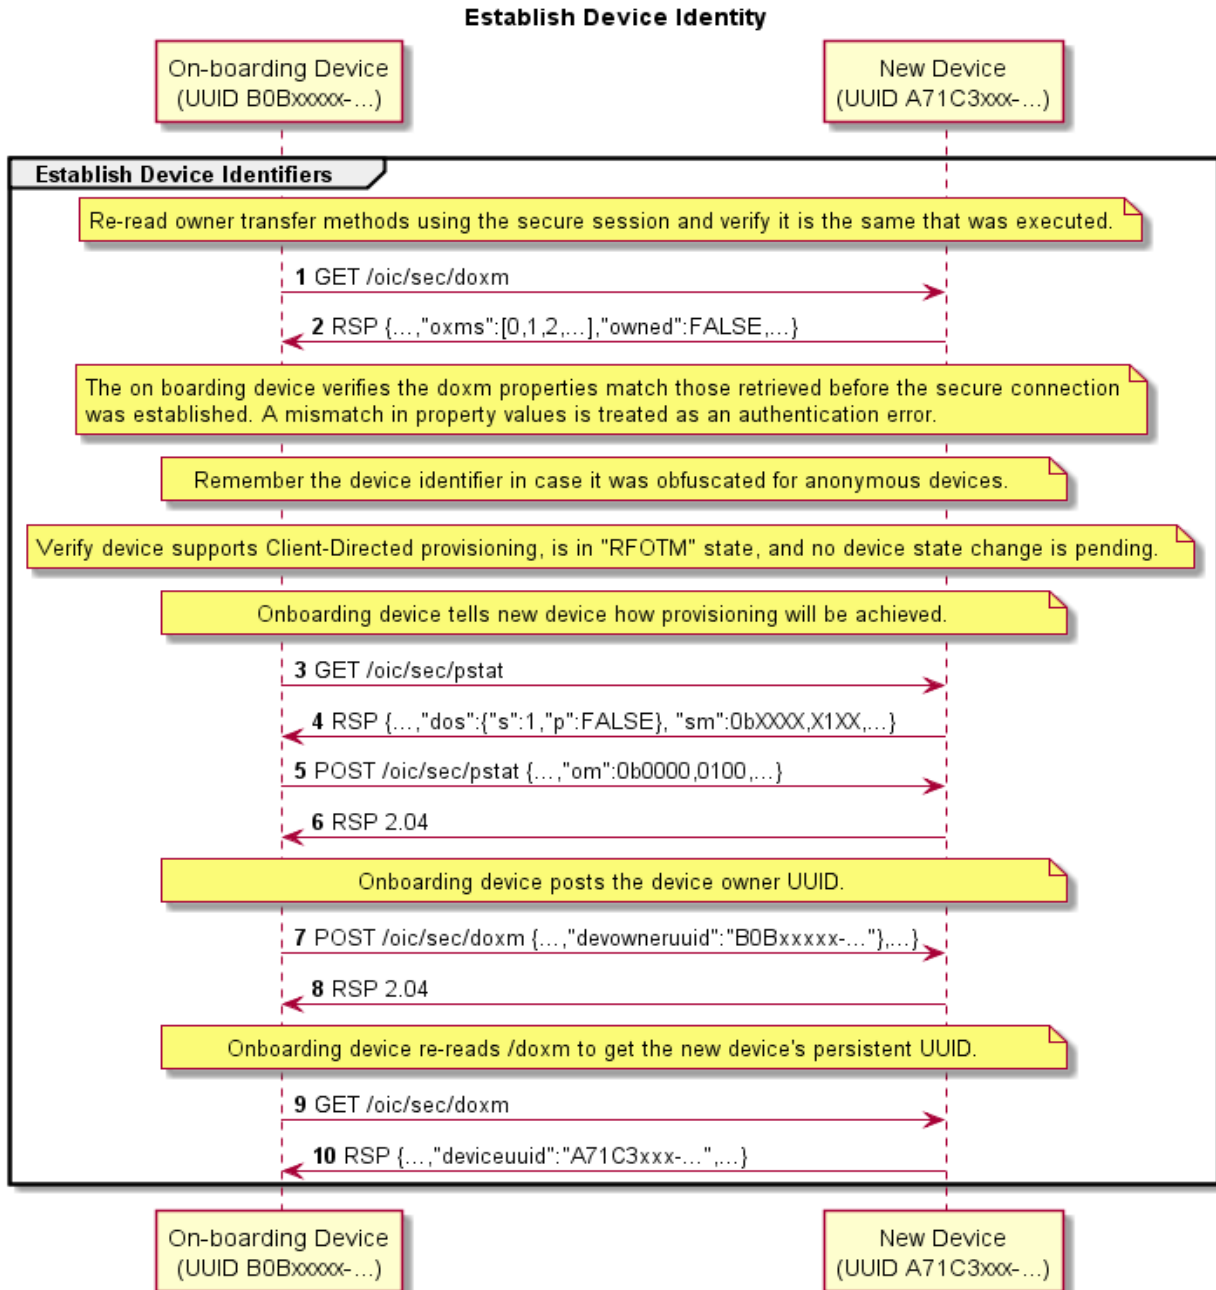 Establish Device Identity
On-boarding Device
(UUID B0Bxxxxx-...)
New Device
(UUID A71C3xxx-...)
Establish Device Identifiers
Re-read owner transfer methods using the secure session and verify it is the same that was executed.
1 GET /oic/sec/doxm
2 RSP {...,"oxms":[0,1,2,...],"owned":FALSE,...}
The on boarding device verifies the doxm properties match those retrieved before the secure connection
was established. A mismatch in property values is treated as an authentication error.
Remember the device identifier in case it was obfuscated for anonymous devices.
Verify device supports Client-Directed provisioning, is in "RFOTM" state, and no device state change is pending.
Onboarding device tells new device how provisioning will be achieved.
3 GET /oic/sec/pstat
4 RSP {...,"dos":{"s":1,"p":FALSE}, "sm":0bXXXX,X1XX,...}
5 POST /oic/sec/pstat {...,"om":0b0000,0100,...}
6 RSP 2.04
Onboarding device posts the device owner UUID.
7 POST /oic/sec/doxm {...,"devowneruuid":"B0Bxxxxx-..."},...}
8 RSP 2.04
Onboarding device re-reads /doxm to get the new device's persistent UUID.
9 GET /oic/sec/doxm
10 RSP {...,"deviceuuid":"A71C3xxx-...",...}
On-boarding Device
(UUID B0Bxxxxx-...)
New Device
(UUID A71C3xxx-...)